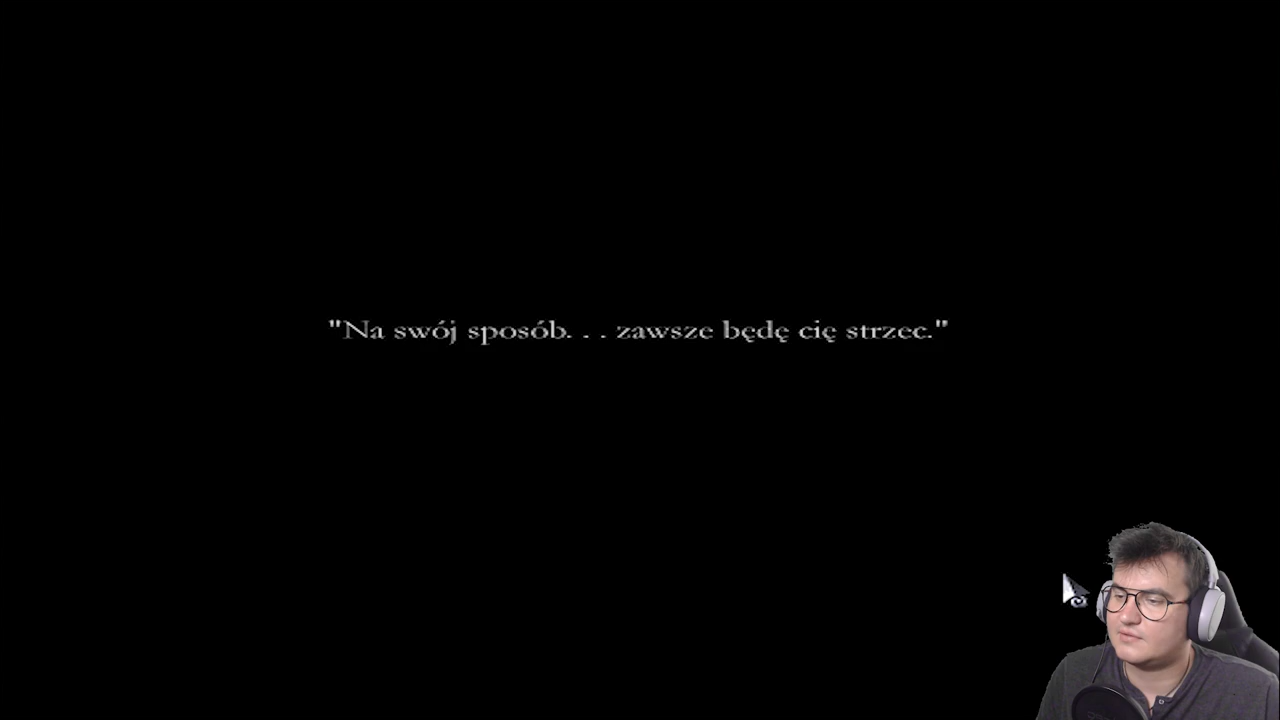 "Na swój sposób. . . zawsze będę cię strzec."